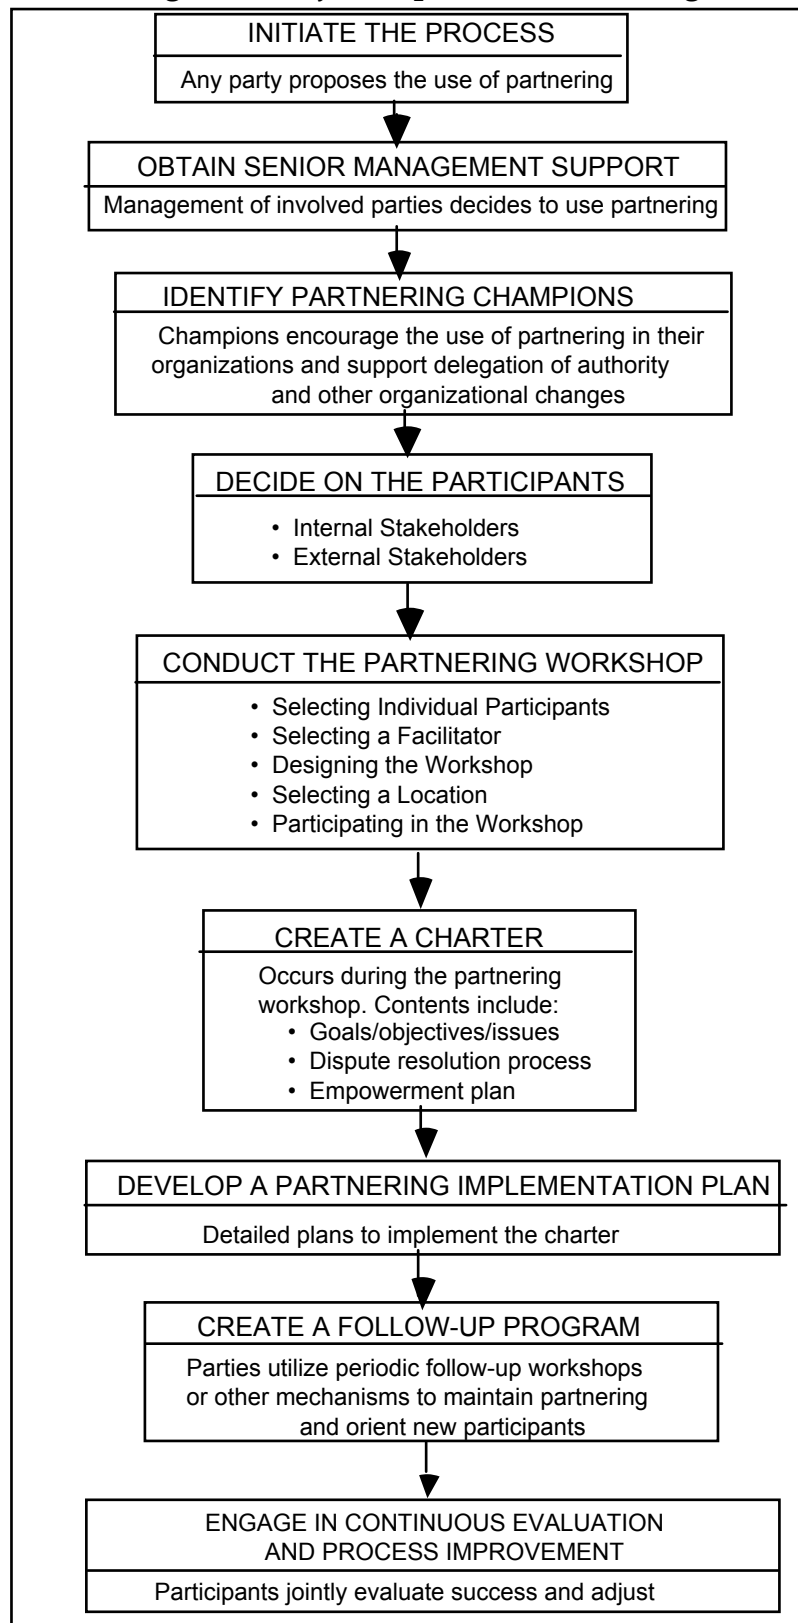 INITIATE THE PROCESS
Any party proposes the use of partnering
OBTAIN SENIOR MANAGEMENT SUPPORT
Management of involved parties decides to use partnering
IDENTIFY PARTNERING CHAMPIONS
Champions encourage the use of partnering in their
organizations and support delegation of authority
and other organizational changes
DECIDE ON THE PARTICIPANTS
• Internal Stakeholders
• External Stakeholders
CONDUCT THE PARTNERING WORKSHOP
• Selecting Individual Participants
• Selecting a Facilitator
• Designing the Workshop
• Selecting a Location
• Participating in the Workshop
CREATE A CHARTER
Occurs during the partnering
workshop. Contents include:
• Goals/objectives/issues
• Dispute resolution process
• Empowerment plan
DEVELOP A PARTNERING IMPLEMENTATION PLAN
Detailed plans to implement the charter
CREATE A FOLLOW-UP PROGRAM
Parties utilize periodic follow-up workshops
or other mechanisms to maintain partnering
and orient new participants
ENGAGE IN CONTINUOUS EVALUATION
AND PROCESS IMPROVEMENT
Participants jointly evaluate success and adjust